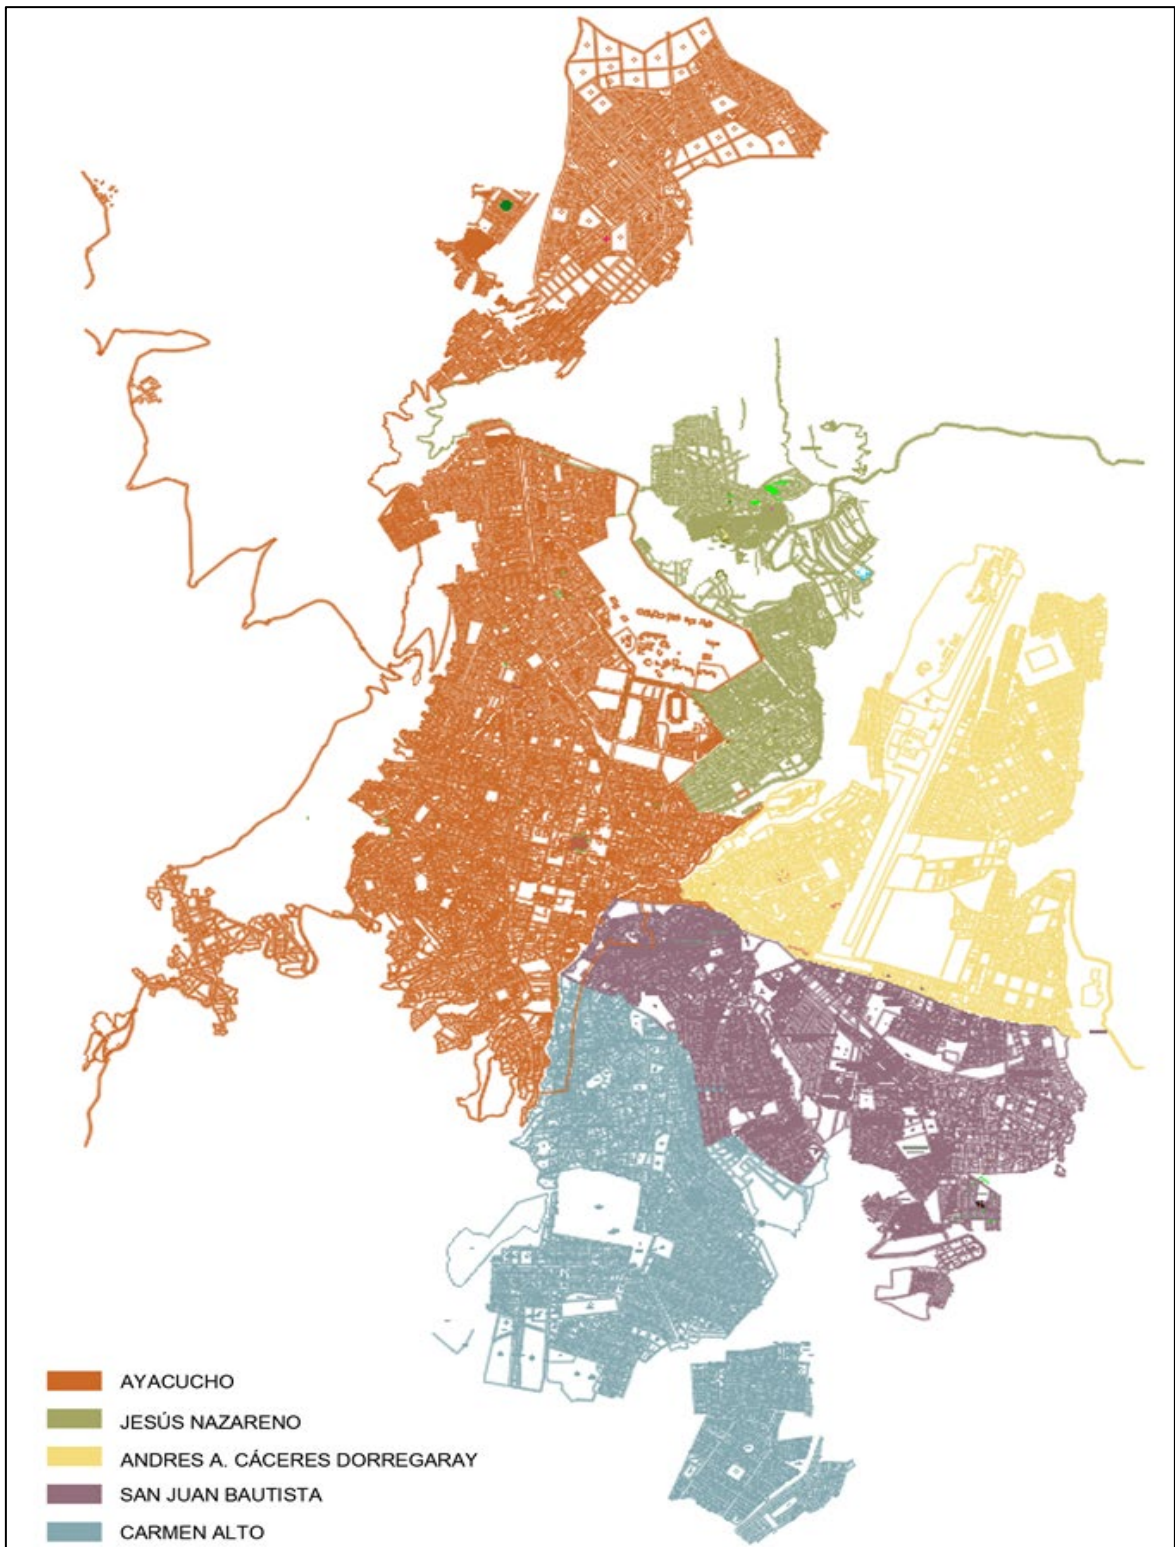 AYACUCHO
JESÚS NAZARENO
ANDRES A. CÁCERES DORREGARAY
SAN JUAN BAUTISTA
CARMEN ALTO